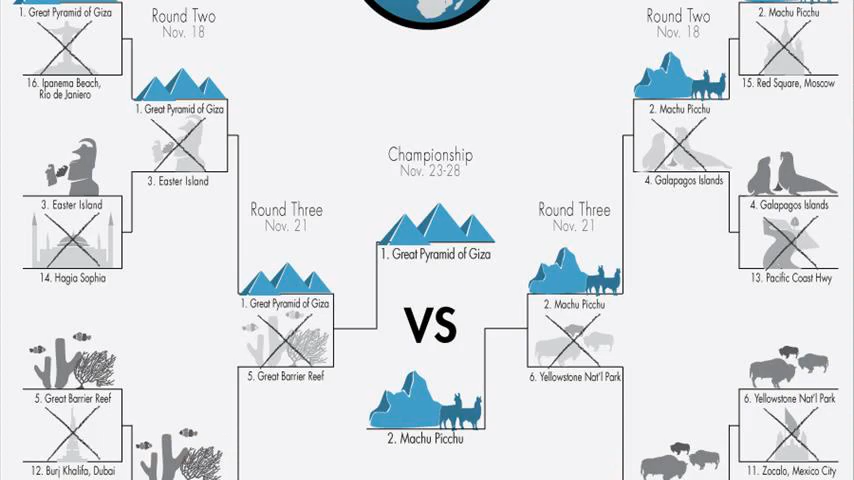 1. Great Pyramid of Giza
Round Two
Nov. 18
Round Two
Nov. 18
2. Machu Picchu
16. Ipanema Beach,
Rio de Janiero
15. Red Square, Moscow
1. Great Pyramid of Giza
2. Machu Picchu
Championship
Nov. 23-28
3. Easter Island
4. Galapagos Islands
3. Easter Island
4. Galapagos Islands
Round Three
Nov. 21
Round Three
Nov. 21
1. Great Pyramid of Giza
14. Hagia Sophia
13. Pacific Coast Hwy
1. Great Pyramid of Giza
2. Machu Picchu
VS
5. Great Barrier Reef
6. Yellowstone Nat'l Park
5. Great Barrier Reef
6. Yellowstone Nat'l Park
2. Machu Picchu
12. Burj Khalifa, Dubai
11. Zocalo, Mexico City